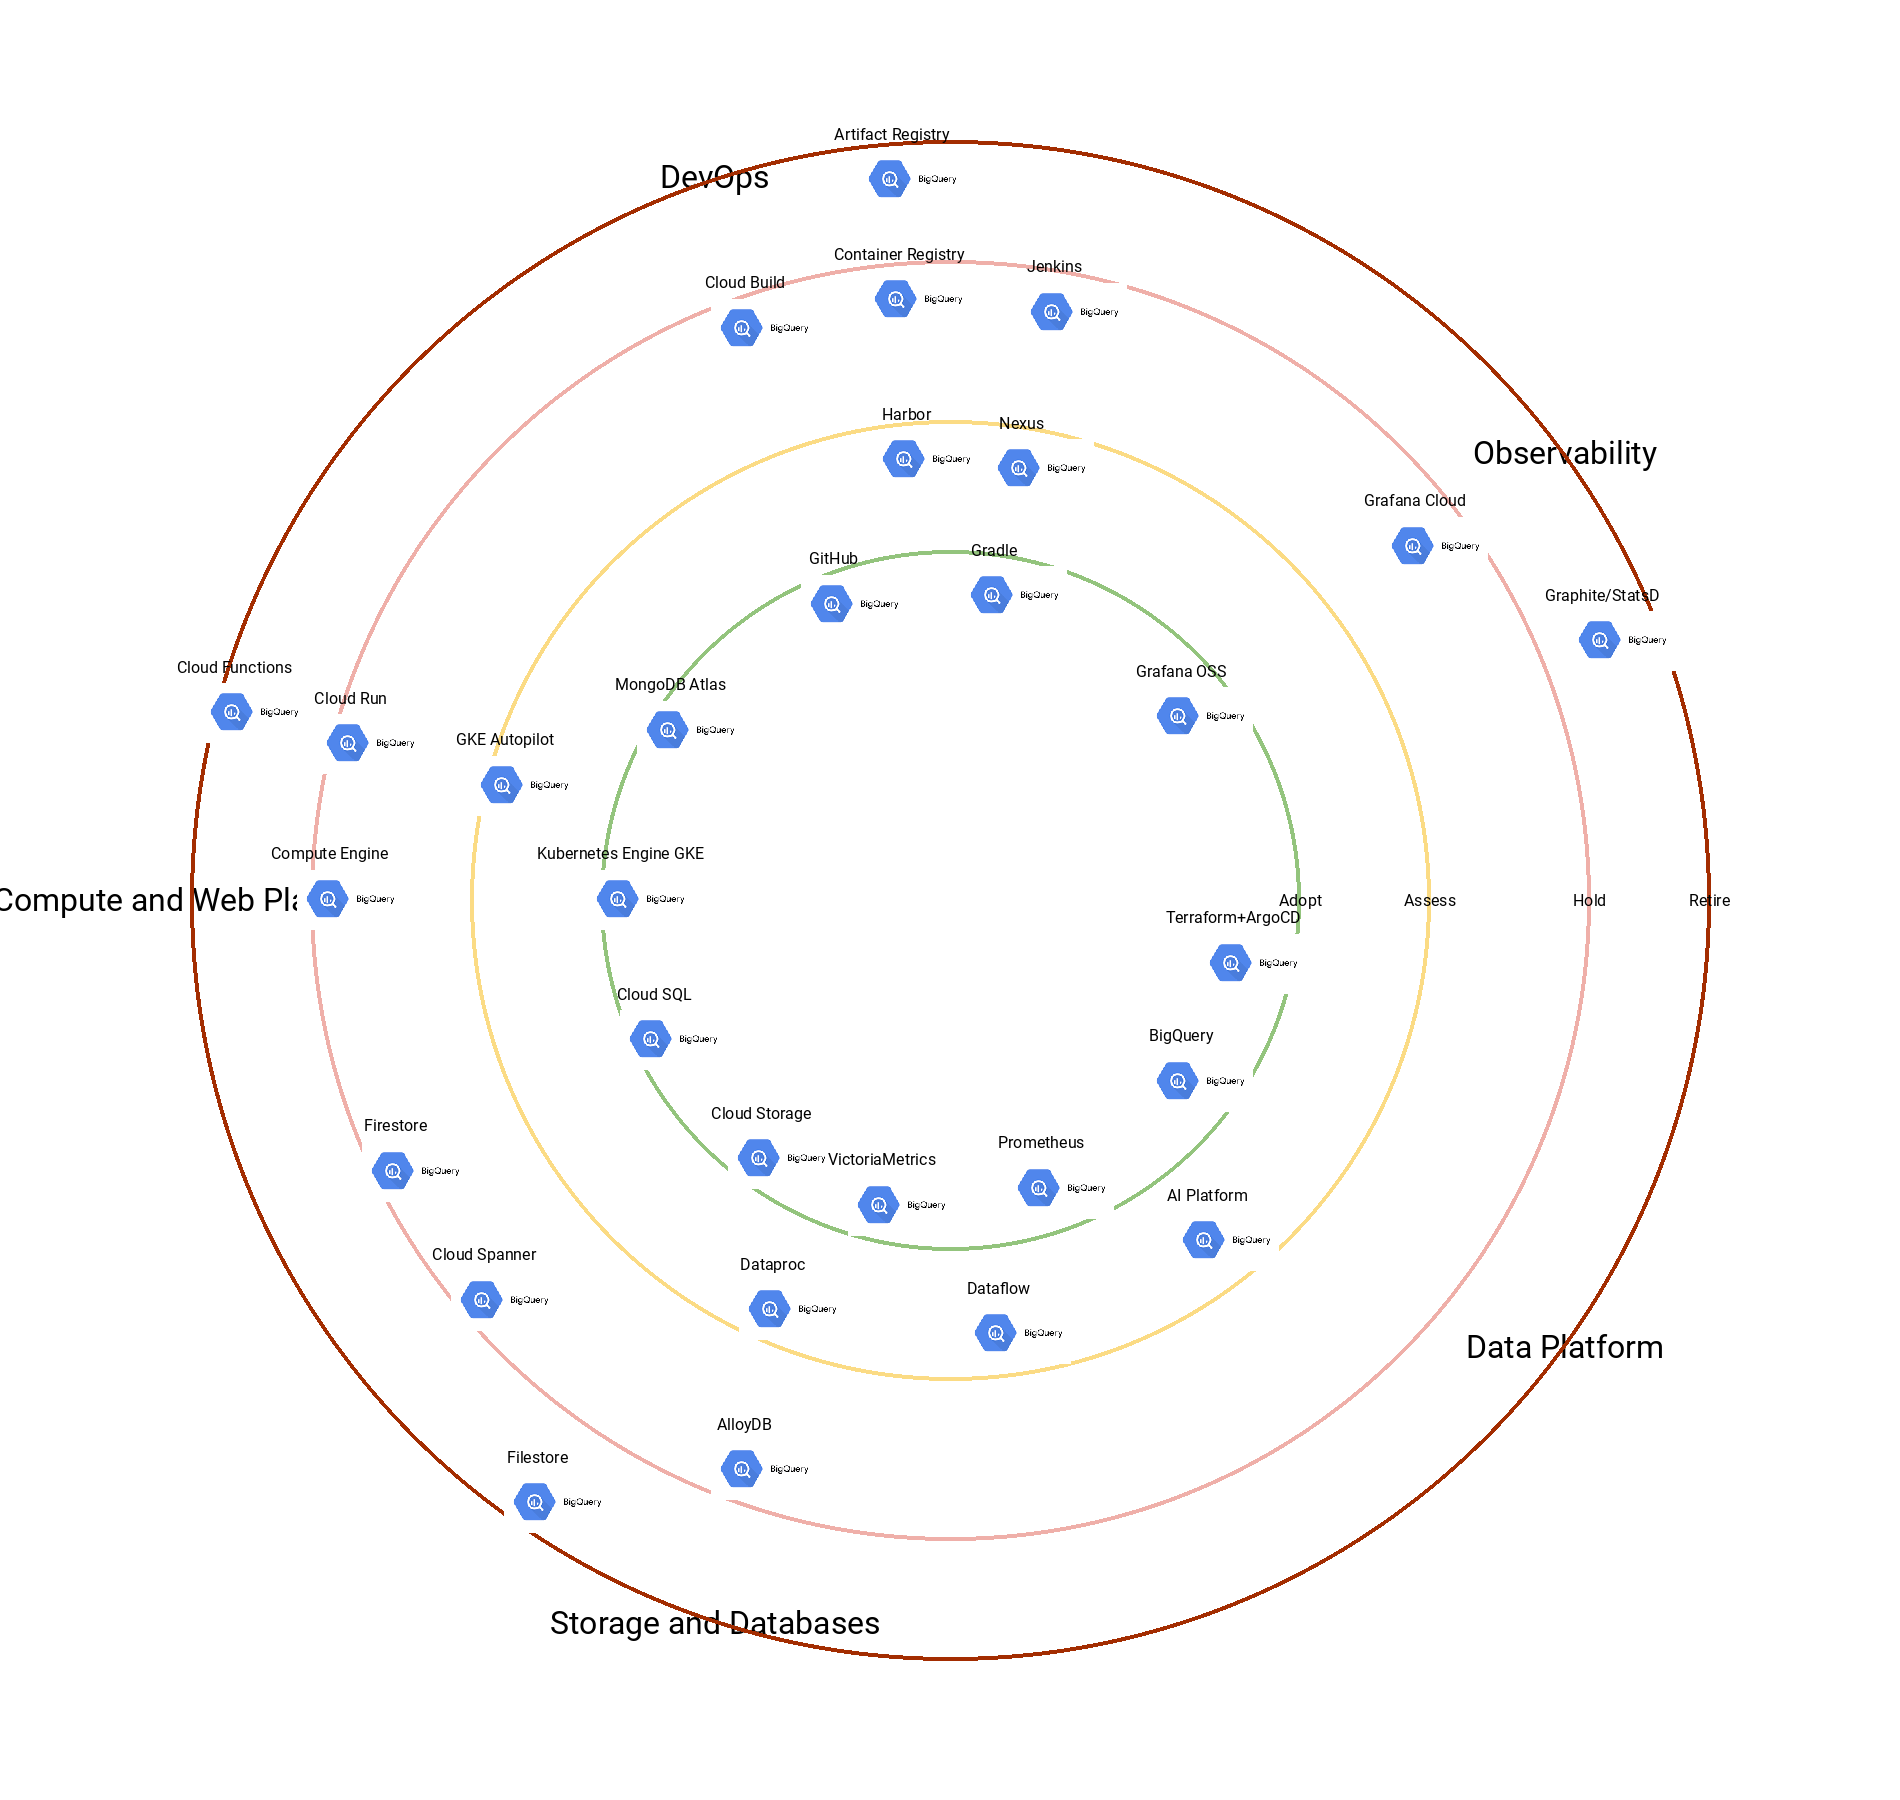 Artifact Registry
DevOps
BigQuery
Container Registry
Jenkins
Cloud Build
BigQuery
BigQuery
BigQuery
Harbor
Nexus
Observability
BigQuery
BigQuery
Grafana Cloud
BigQuery
GitHub
Gradle
Graphite/StatsD
BigQuery
BigQuery
BigQuery
Cloud Functions
Grafana OSS
MongoDB Atlas
Cloud Run
BigQuery
BigQuery
BigQuery
GKE Autopilot
BigQuery
BigQuery
Compute Engine
Kubernetes Engine GKE
Compute and Web Pla
BigQuery
BigQuery
Adopt
Assess
Hold
Retire
Terraform+ArgoCD
BigQuery
Cloud SQL
BigQuery
BigQuery
BigQuery
Cloud Storage
Firestore
Prometheus
BigQuery
VictoriaMetrics
BigQuery
BigQuery
AI Platform
BigQuery
BigQuery
Cloud Spanner
Dataproc
Dataflow
BigQuery
BigQuery
BigQuery
Data Platform
AlloyDB
Filestore
BigQuery
BigQuery
Storage and Databases